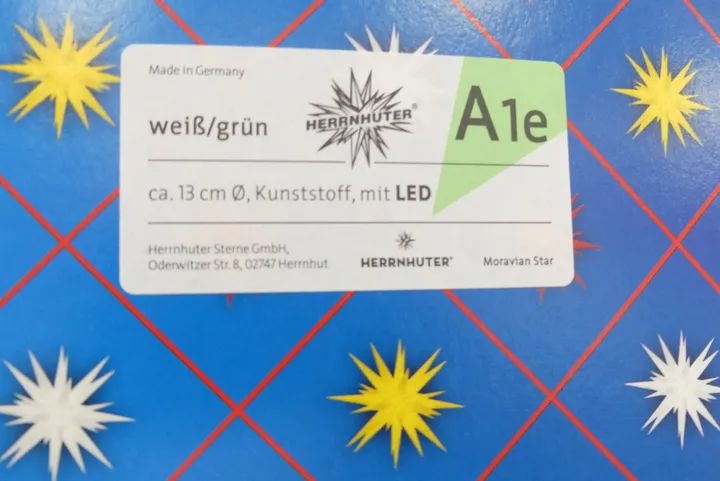 Made in Germany
weiß/grün
HERRNHUTER®
A1e
ca. 13 cm Ø, Kunststoff, mit LED
Herrnhuter Sterne GmbH,
Oderwitzer Str. 8, 02747 Herrnhut
HERRNHUTER®
Moravian Star